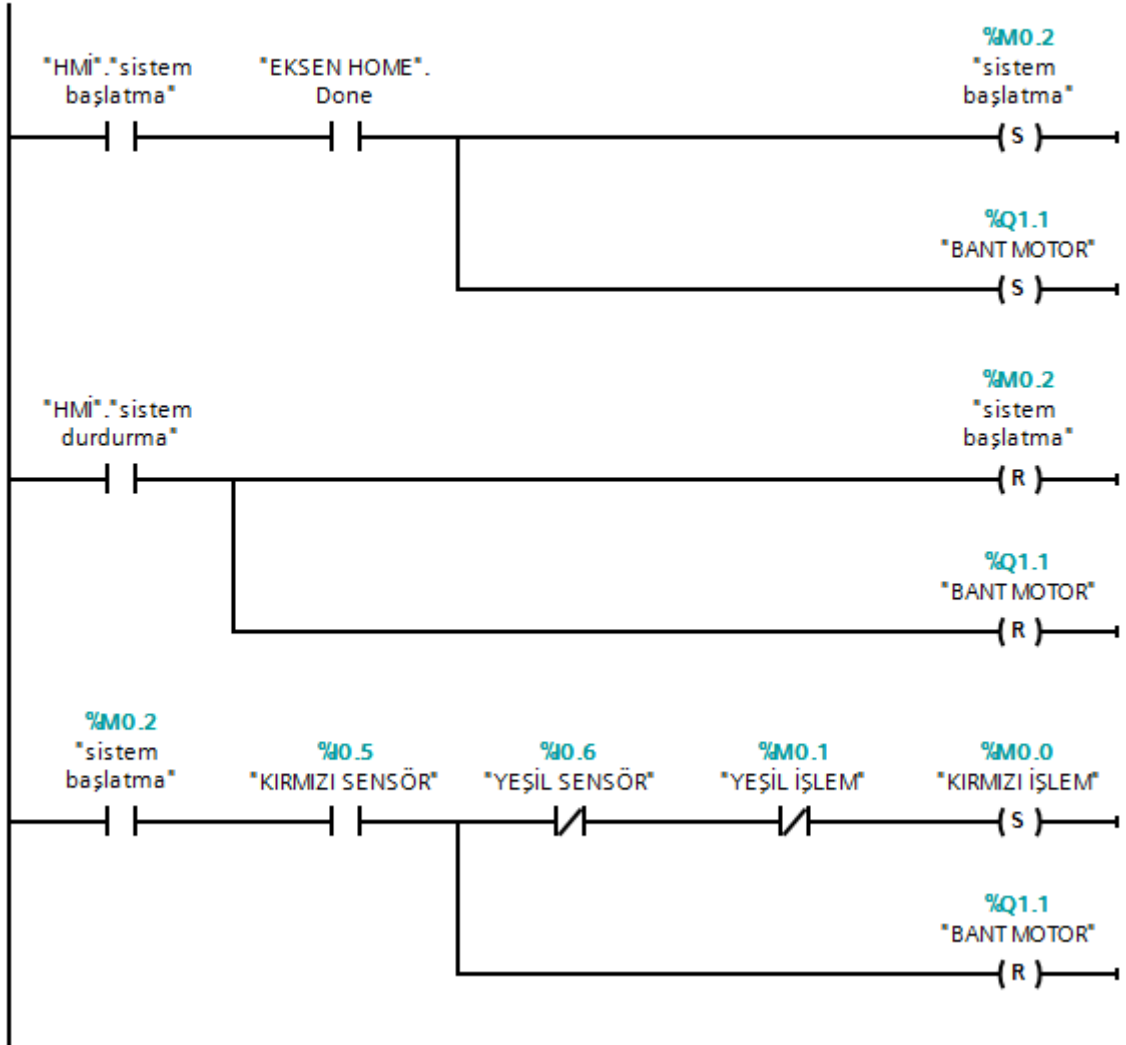 "HMİ"."sistem başlatma"
"EKSEN HOME". Done
%M0.2
"sistem başlatma"
( S )
%Q1.1
"BANT MOTOR"
( S )
"HMİ"."sistem durdurma"
%M0.2
"sistem başlatma"
( R )
%Q1.1
"BANT MOTOR"
( R )
%M0.2
"sistem başlatma"
%I0.5
"KIRMIZI SENSÖR"
%I0.6
"YEŞİL SENSÖR"
%M0.1
"YEŞİL İŞLEM"
%M0.0
"KIRMIZI İŞLEM"
( S )
%Q1.1
"BANT MOTOR"
( R )